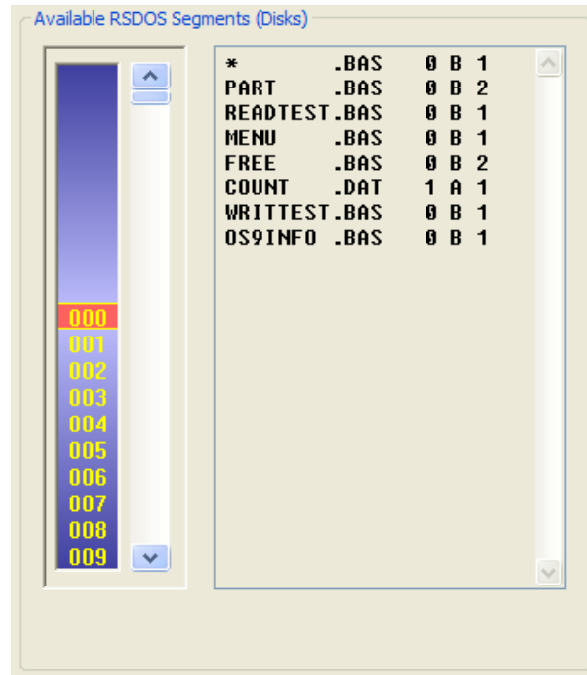 Available RSDOS Segments (Disks)
000
001
002
003
004
005
006
007
008
009
* .BAS 0 B 1
PART .BAS 0 B 2
READTEST.BAS 0 B 1
MENU .BAS 0 B 1
FREE .BAS 0 B 2
COUNT .DAT 1 A 1
WRITTEST.BAS 0 B 1
OS9INFO .BAS 0 B 1